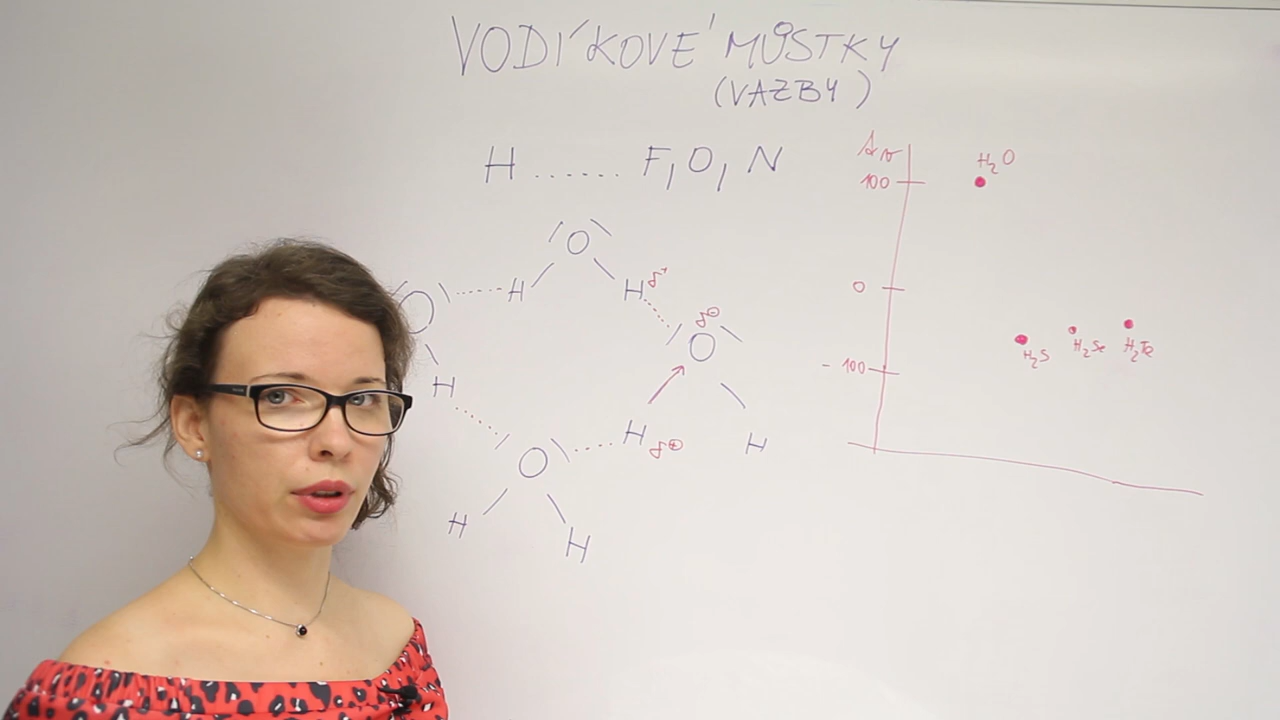 VODÍKOVÉ MŮSTKY
(VAZBY)
H ...... F, O, N
O
H
H δ+
O
δ⊖
O
H
H δ⊕
H
O
H
H
100
0
- 100
H₂O
H₂S
H₂Se
H₂Te